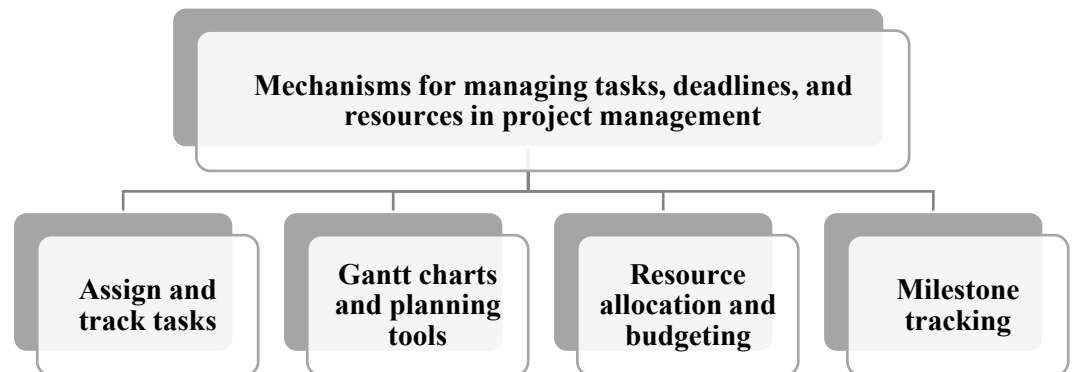 Mechanisms for managing tasks, deadlines, and
resources in project management
Assign and
track tasks
Gantt charts
and planning
tools
Resource
allocation and
budgeting
Milestone
tracking